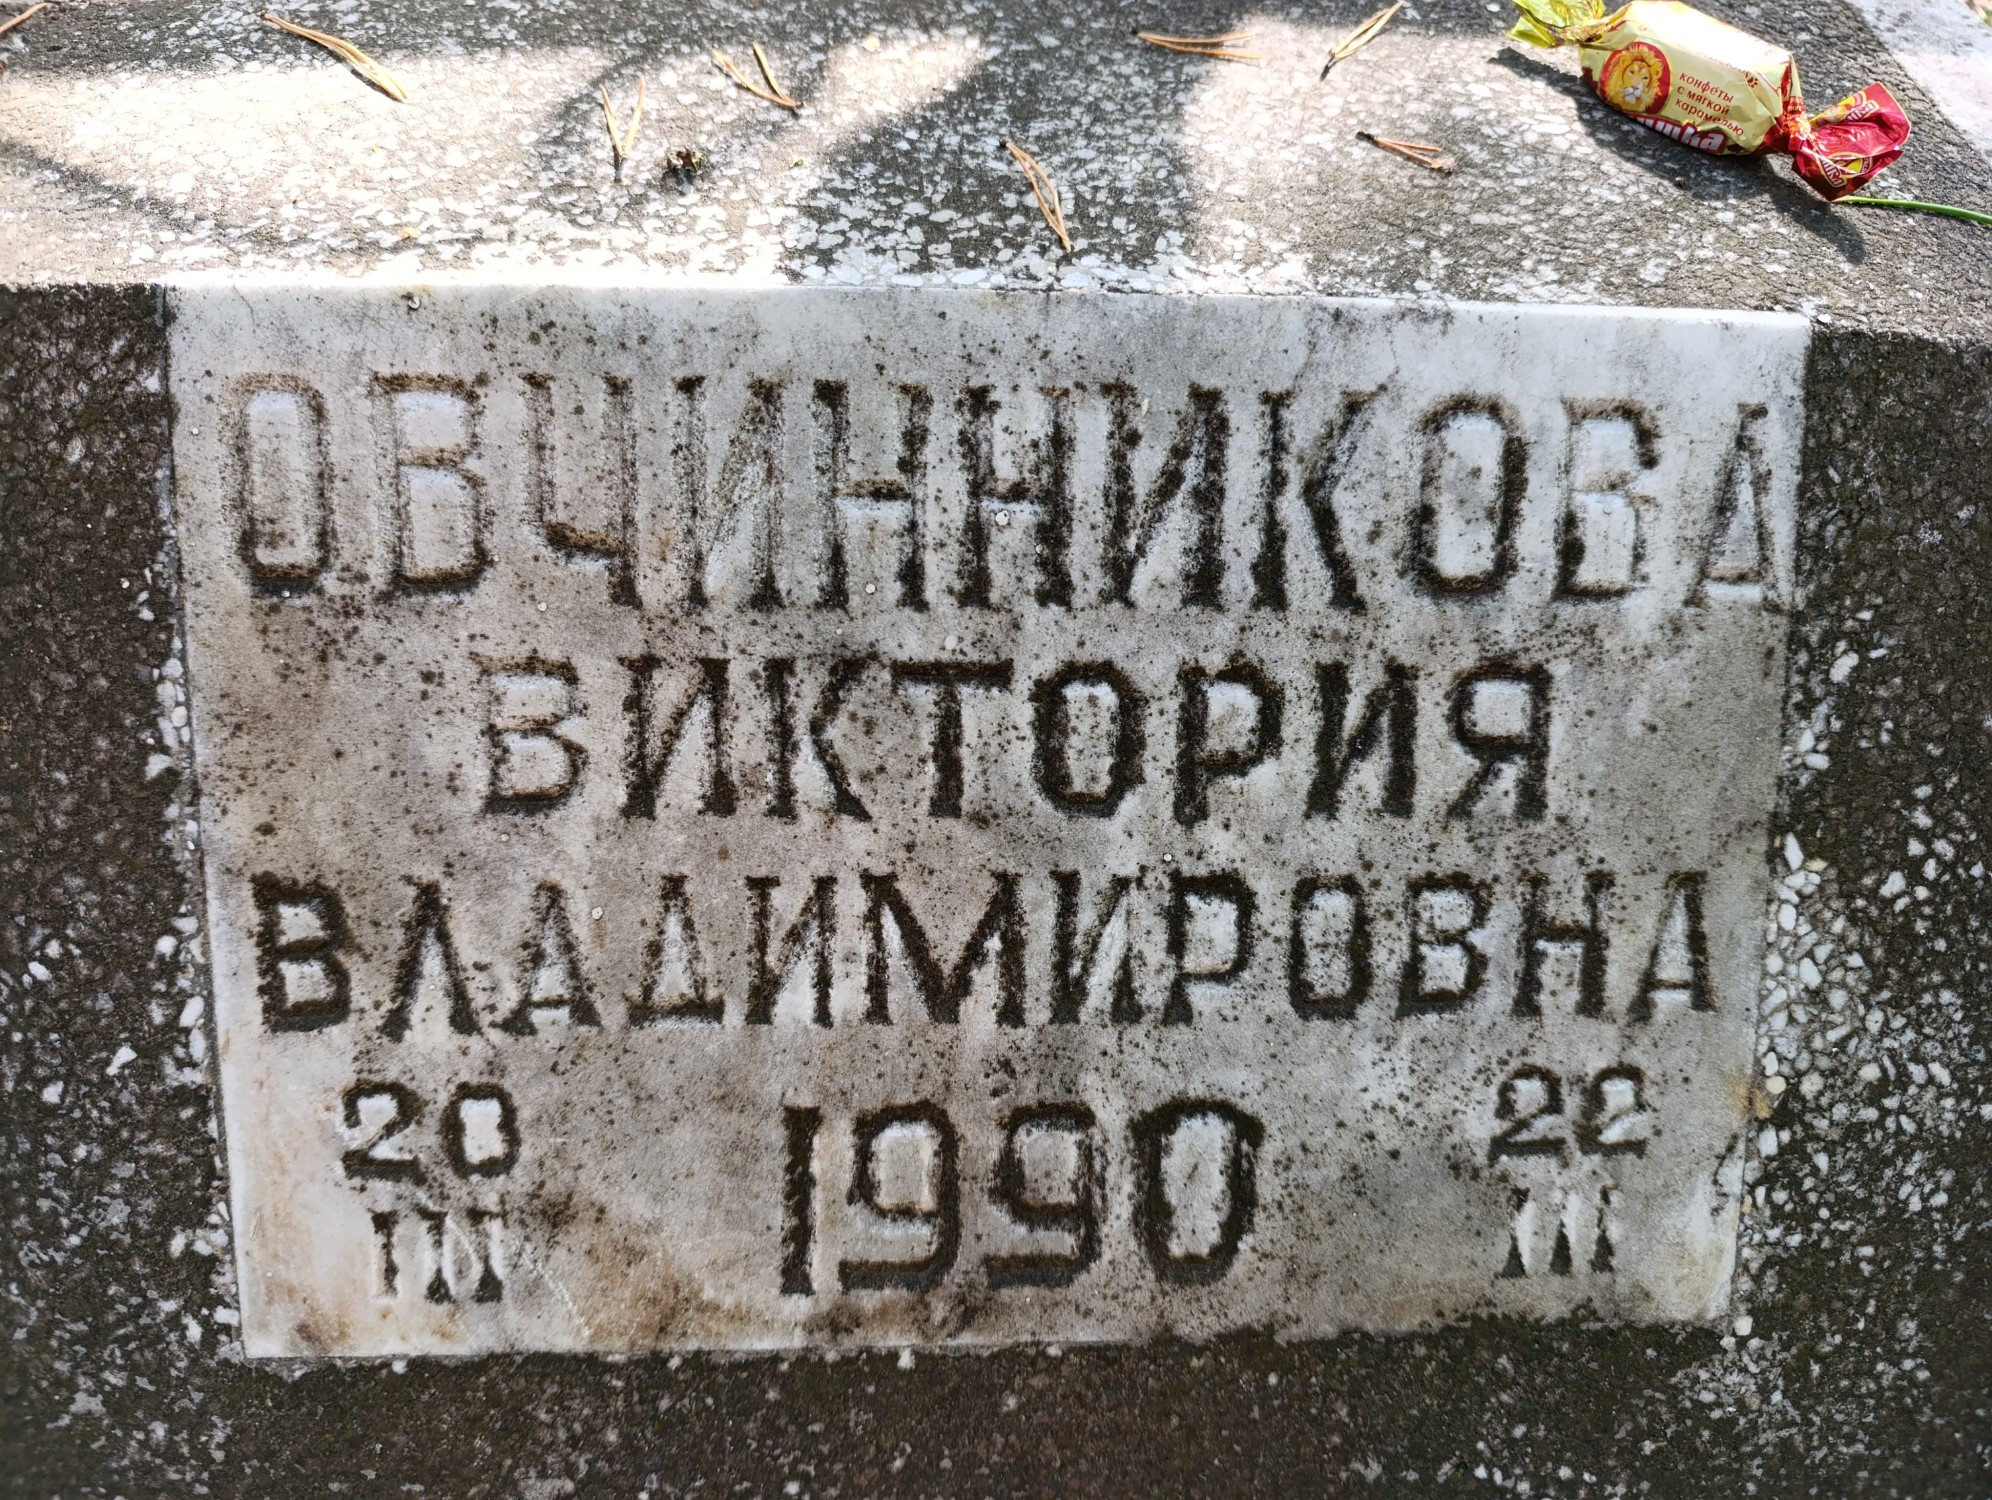 конфеты
с мягкой
карамелью
ОВЧИННИКОВА
ВИКТОРИЯ
ВЛАДИМИРОВНА
20 1990 22
III III